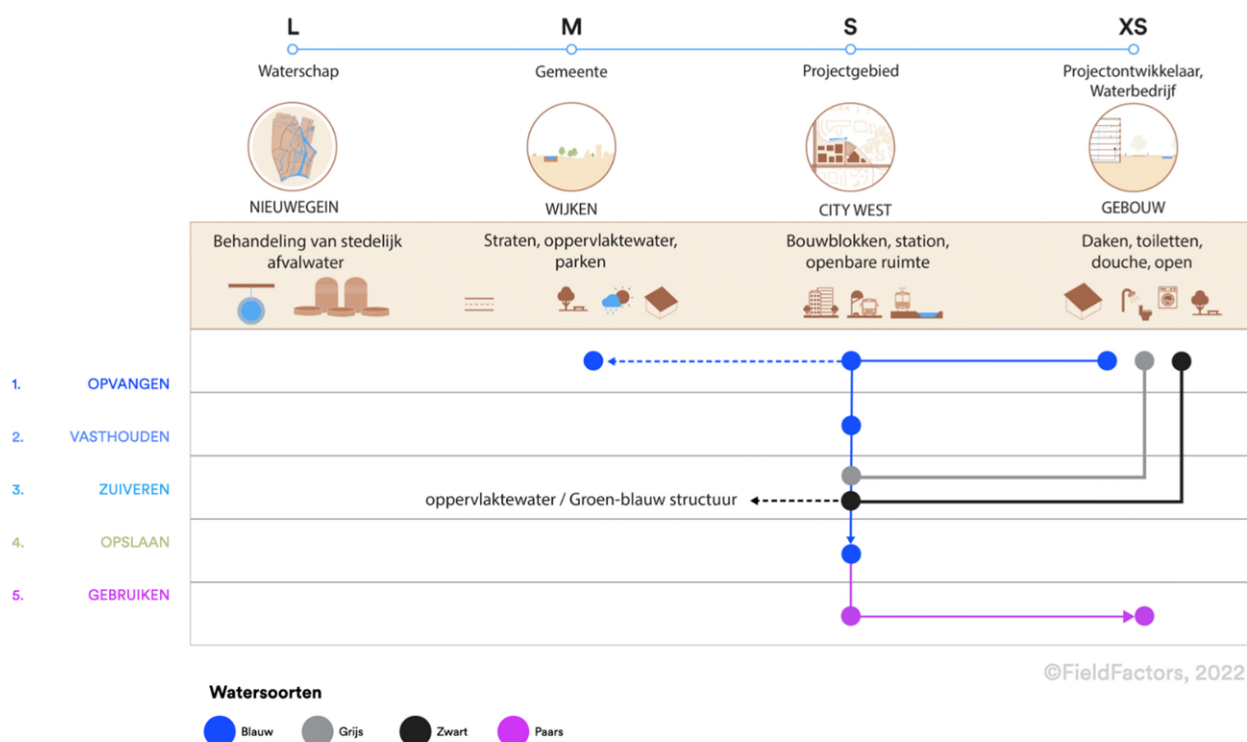 L
M
S
XS
Waterschap
Gemeente
Projectgebied
Projectontwikkelaar,
Waterbedrijf
NIEUWEGEIN
WIJKEN
CITY WEST
GEBOUW
Behandeling van stedelijk
afvalwater
Straten, oppervlaktewater,
parken
Bouwblokken, station,
openbare ruimte
Daken, toiletten,
douche, open
1. OPVANGEN
2. VASTHOUDEN
3. ZUIVEREN
oppervlaktewater / Groen-blauw structuur
4. OPSLAAN
5. GEBRUIKEN
©FieldFactors, 2022
Watersoorten
Blauw
Grijs
Zwart
Paars